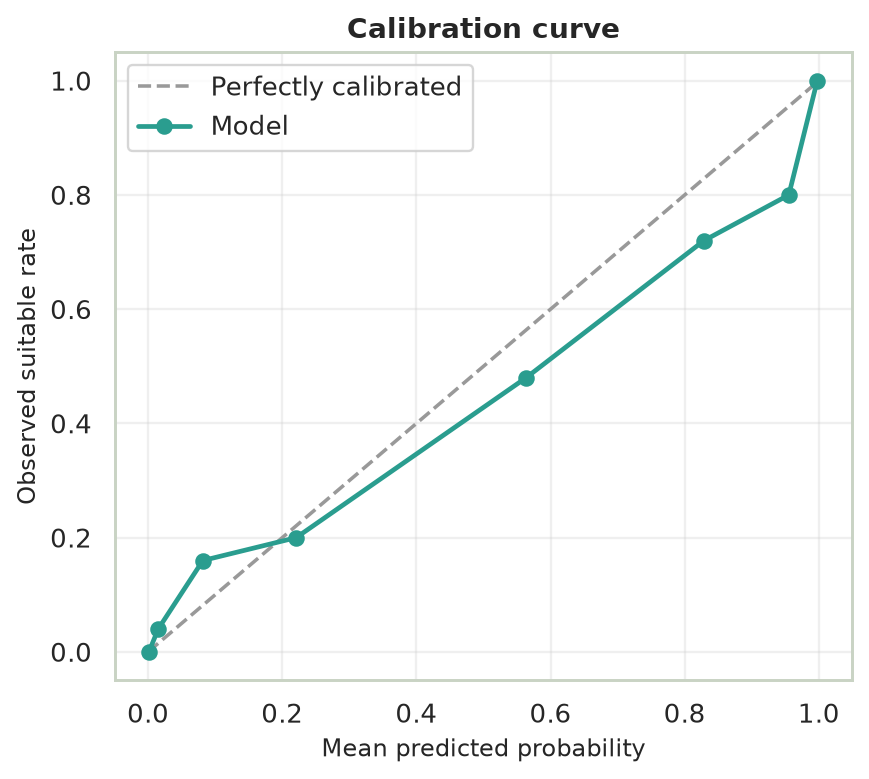 Calibration curve
Perfectly calibrated
Model
1.0
0.8
0.6
0.4
0.2
0.0
Observed suitable rate
0.0 0.2 0.4 0.6 0.8 1.0
Mean predicted probability